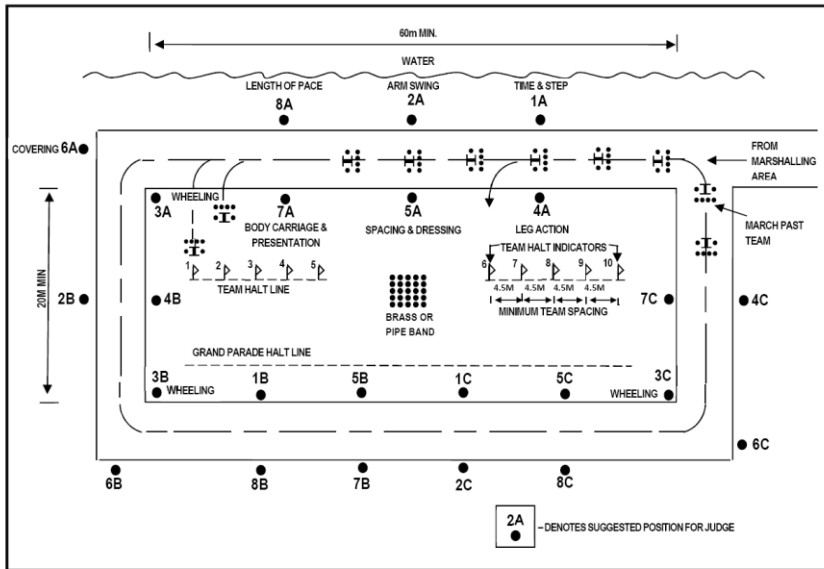 60m MIN.
WATER
LENGTH OF PACE
ARM SWING
TIME & STEP
8A
2A
1A
COVERING 6A
FROM
MARSHALLING
AREA
WHEELING
3A
7A
5A
4A
BODY CARRIAGE &
PRESENTATION
SPACING & DRESSING
LEG ACTION
MARCH PAST
TEAM
TEAM HALT INDICATORS
1 2 3 4 5
6 7 8 9 10
TEAM HALT LINE
4.5M 4.5M 4.5M 4.5M
MINIMUM TEAM SPACING
20M MIN
2B
4B
7C
4C
BRASS OR
PIPE BAND
GRAND PARADE HALT LINE
3B
WHEELING
1B
5B
1C
5C
WHEELING
3C
6C
6B
8B
7B
2C
8C
2A
– DENOTES SUGGESTED POSITION FOR JUDGE